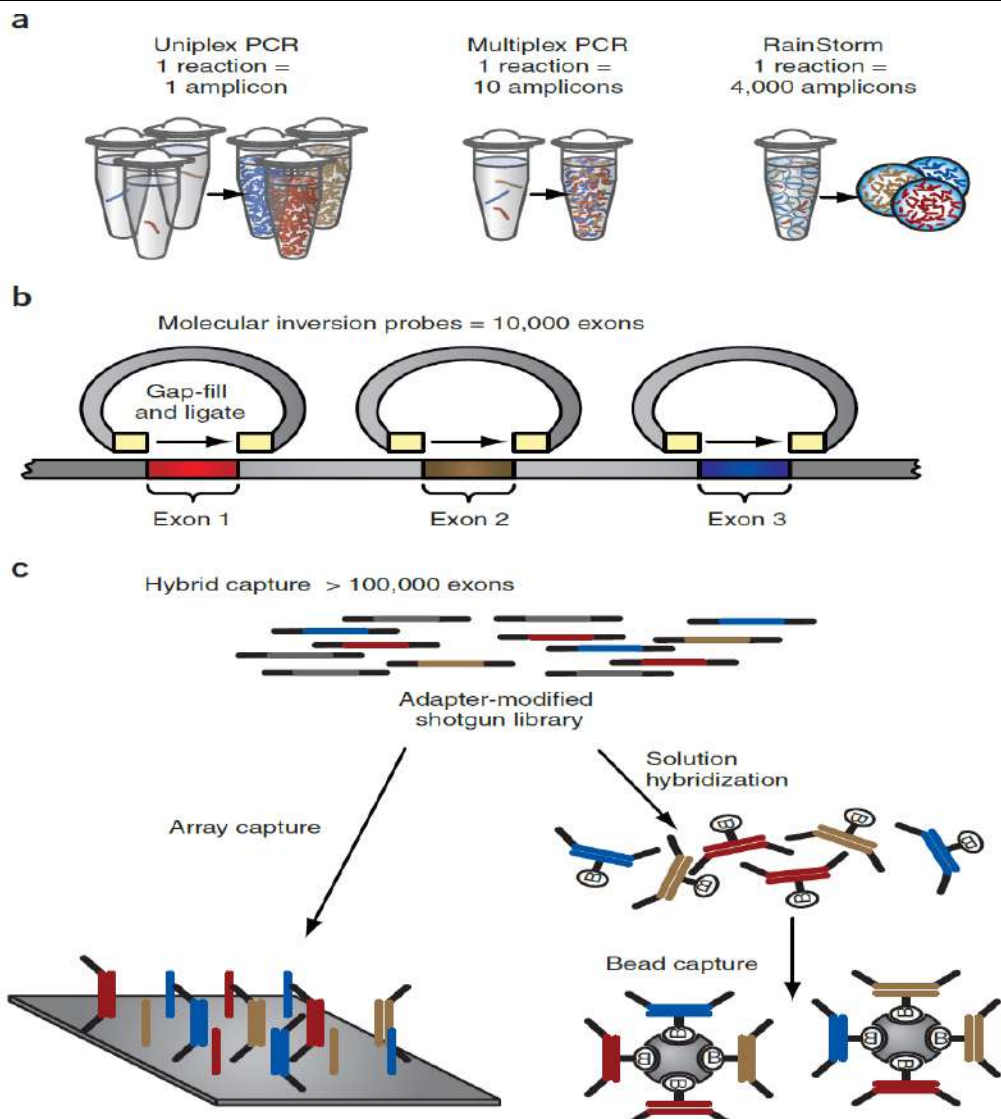 a
Uniplex PCR
1 reaction =
1 amplicon
Multiplex PCR
1 reaction =
10 amplicons
RainStorm
1 reaction =
4,000 amplicons
b
Molecular inversion probes = 10,000 exons
Gap-fill
and ligate
Exon 1
Exon 2
Exon 3
c
Hybrid capture > 100,000 exons
Adapter-modified
shotgun library
Solution
hybridization
Array capture
B
B
B
B
B
B
Bead capture
B
B
B
B
B
B
B
B